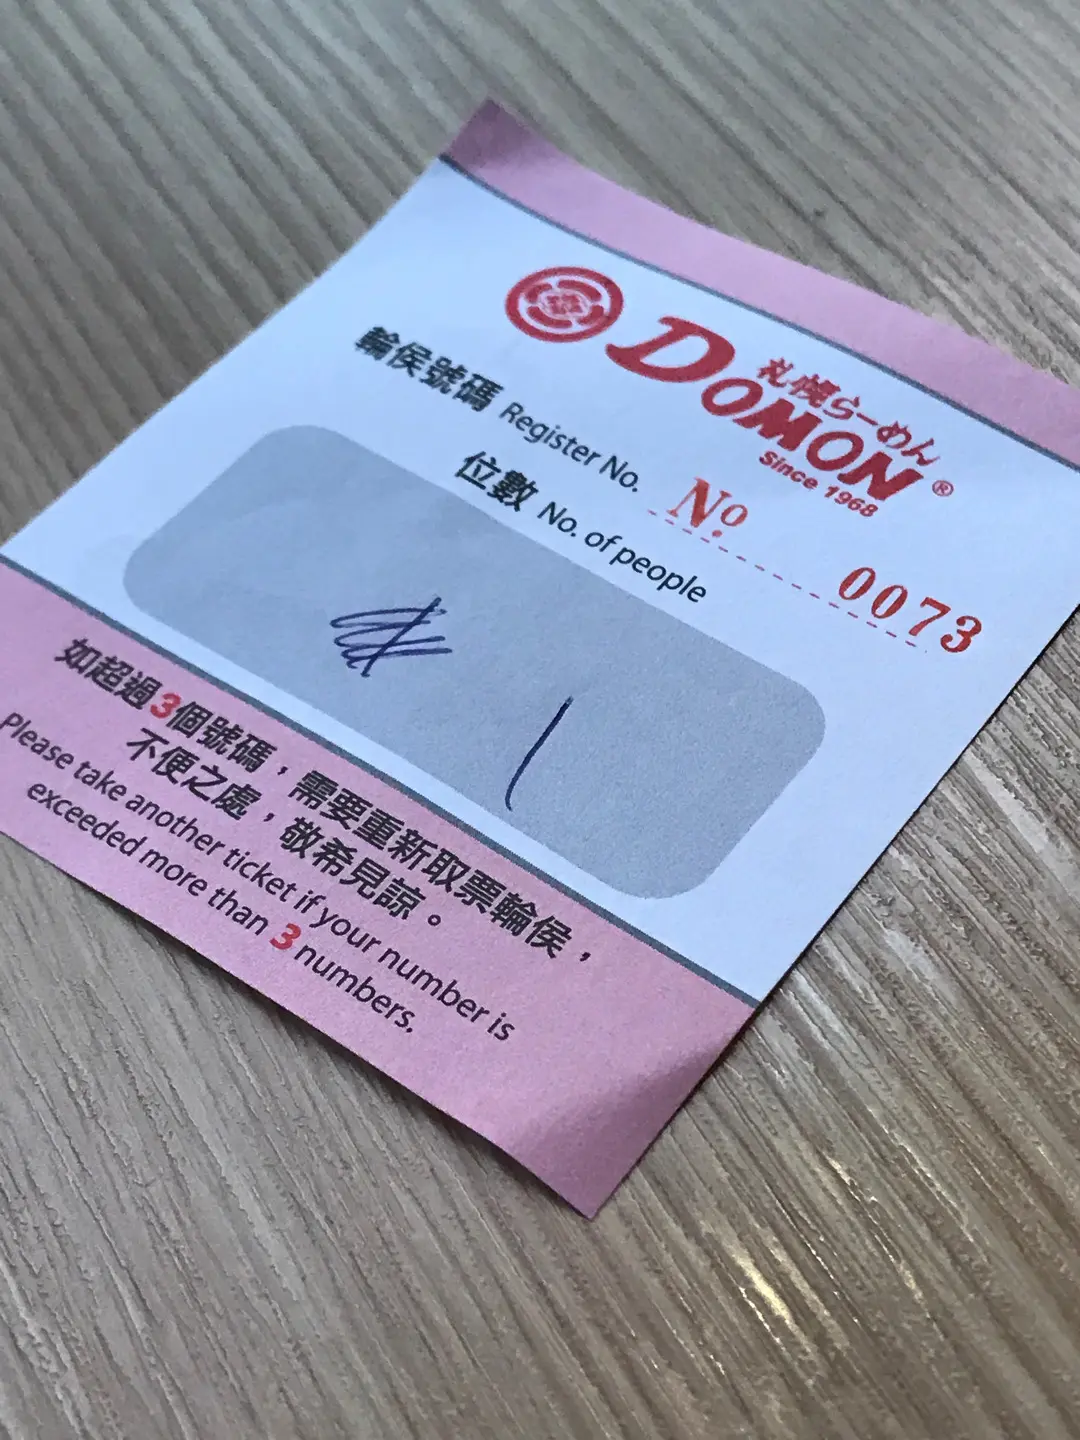 札幌らーめん
DOMON®
Since 1968
輪侯號碼 Register No. Nº 0073
位數 No. of people
1
如超過3個號碼，需要重新取票輪侯，
不便之處，敬希見諒。
Please take another ticket if your number is
exceeded more than 3 numbers.